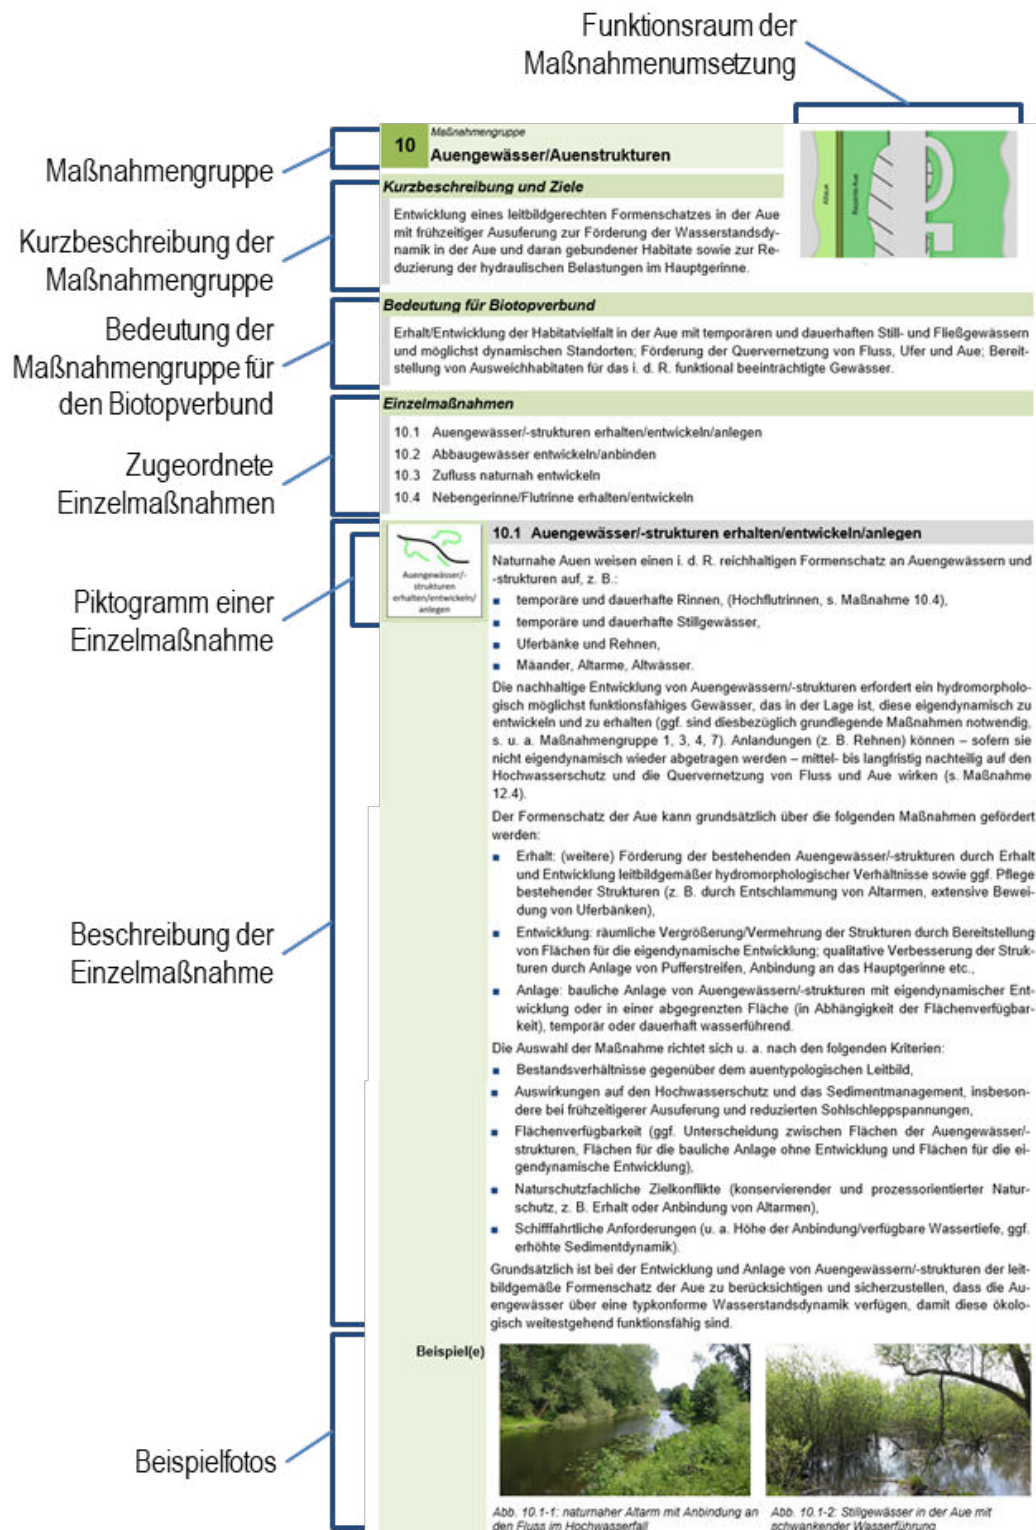 Funktionsraum der
Maßnahmenumsetzung
Maßnahmengruppe
Kurzbeschreibung der
Maßnahmengruppe
Bedeutung der
Maßnahmengruppe für
den Biotopverbund
Zugeordnete
Einzelmaßnahmen
Piktogramm einer
Einzelmaßnahme
Beschreibung der
Einzelmaßnahme
Beispielfotos
10
Maßnahmengruppe
Auengewässer/Auenstrukturen
Altaue
Rezente Aue
Kurzbeschreibung und Ziele
Entwicklung eines leitbildgerechten Formenschatzes in der Aue
mit frühzeitiger Ausuferung zur Förderung der Wasserstandsdy-
namik in der Aue und daran gebundener Habitate sowie zur Re-
duzierung der hydraulischen Belastungen im Hauptgerinne.
Bedeutung für Biotopverbund
Erhalt/Entwicklung der Habitatvielfalt in der Aue mit temporären und dauerhaften Still- und Fließgewässern
und möglichst dynamischen Standorten; Förderung der Quervernetzung von Fluss, Ufer und Aue; Bereit-
stellung von Ausweichhabitaten für das i. d. R. funktional beeinträchtigte Gewässer.
Einzelmaßnahmen
10.1 Auengewässer/-strukturen erhalten/entwickeln/anlegen
10.2 Abbaugewässer entwickeln/anbinden
10.3 Zufluss naturnah entwickeln
10.4 Nebengerinne/Flutrinne erhalten/entwickeln
Auengewässer/-
strukturen
erhalten/entwickeln/
anlegen
10.1 Auengewässer/-strukturen erhalten/entwickeln/anlegen
Naturnahe Auen weisen einen i. d. R. reichhaltigen Formenschatz an Auengewässern und
-strukturen auf, z. B.:
■ temporäre und dauerhafte Rinnen, (Hochflutrinnen, s. Maßnahme 10.4),
■ temporäre und dauerhafte Stillgewässer,
■ Uferbänke und Rehnen,
■ Mäander, Altarme, Altwässer.
Die nachhaltige Entwicklung von Auengewässern/-strukturen erfordert ein hydromorpholo-
gisch möglichst funktionsfähiges Gewässer, das in der Lage ist, diese eigendynamisch zu
entwickeln und zu erhalten (ggf. sind diesbezüglich grundlegende Maßnahmen notwendig,
s. u. a. Maßnahmengruppe 1, 3, 4, 7). Anlandungen (z. B. Rehnen) können – sofern sie
nicht eigendynamisch wieder abgetragen werden – mittel- bis langfristig nachteilig auf den
Hochwasserschutz und die Quervernetzung von Fluss und Aue wirken (s. Maßnahme
12.4).
Der Formenschatz der Aue kann grundsätzlich über die folgenden Maßnahmen gefördert
werden:
■ Erhalt: (weitere) Förderung der bestehenden Auengewässer/-strukturen durch Erhalt
und Entwicklung leitbildgemäßer hydromorphologischer Verhältnisse sowie ggf. Pflege
bestehender Strukturen (z. B. durch Entschlammung von Altarmen, extensive Bewei-
dung von Uferbänken),
■ Entwicklung: räumliche Vergrößerung/Vermehrung der Strukturen durch Bereitstellung
von Flächen für die eigendynamische Entwicklung; qualitative Verbesserung der Struk-
turen durch Anlage von Pufferstreifen, Anbindung an das Hauptgerinne etc.,
■ Anlage: bauliche Anlage von Auengewässern/-strukturen mit eigendynamischer Ent-
wicklung oder in einer abgegrenzten Fläche (in Abhängigkeit der Flächenverfügbar-
keit), temporär oder dauerhaft wasserführend.
Die Auswahl der Maßnahme richtet sich u. a. nach den folgenden Kriterien:
■ Bestandsverhältnisse gegenüber dem auentypologischen Leitbild,
■ Auswirkungen auf den Hochwasserschutz und das Sedimentmanagement, insbeson-
dere bei frühzeitigerer Ausuferung und reduzierten Sohlschleppspannungen,
■ Flächenverfügbarkeit (ggf. Unterscheidung zwischen Flächen der Auengewässer/-
strukturen, Flächen für die bauliche Anlage ohne Entwicklung und Flächen für die ei-
gendynamische Entwicklung),
■ Naturschutzfachliche Zielkonflikte (konservierender und prozessorientierter Natur-
schutz, z. B. Erhalt oder Anbindung von Altarmen),
■ Schifffahrtliche Anforderungen (u. a. Höhe der Anbindung/verfügbare Wassertiefe, ggf.
erhöhte Sedimentdynamik).
Grundsätzlich ist bei der Entwicklung und Anlage von Auengewässern/-strukturen der leit-
bildgemäße Formenschatz der Aue zu berücksichtigen und sicherzustellen, dass die Au-
engewässer über eine typkonforme Wasserstandsdynamik verfügen, damit diese ökolo-
gisch weitestgehend funktionsfähig sind.
Beispiel(e)
Abb. 10.1-1: naturnaher Altarm mit Anbindung an
den Fluss im Hochwasserfall
Abb. 10.1-2: Stillgewässer in der Aue mit
schwankender Wasserführung